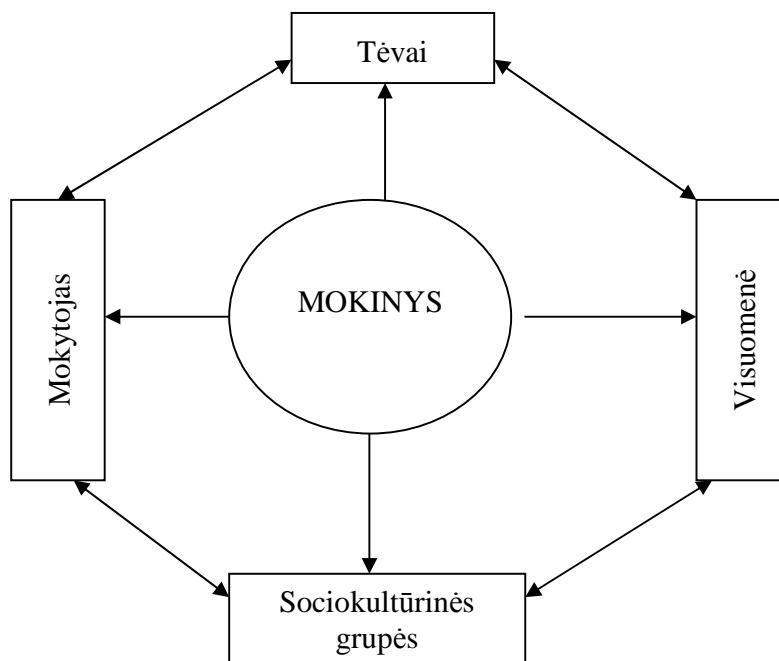 Tėvai
Mokytojas
MOKINYS
Visuomenė
Sociokultūrinės
grupės